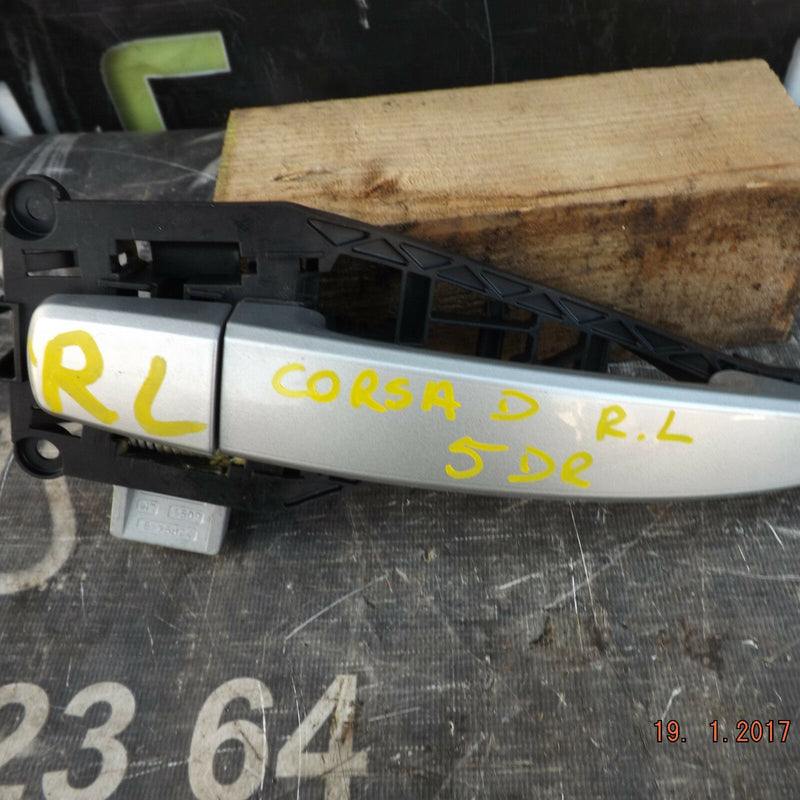 RL
CORSA D R.L
5DR
23 64
19. 1.2017